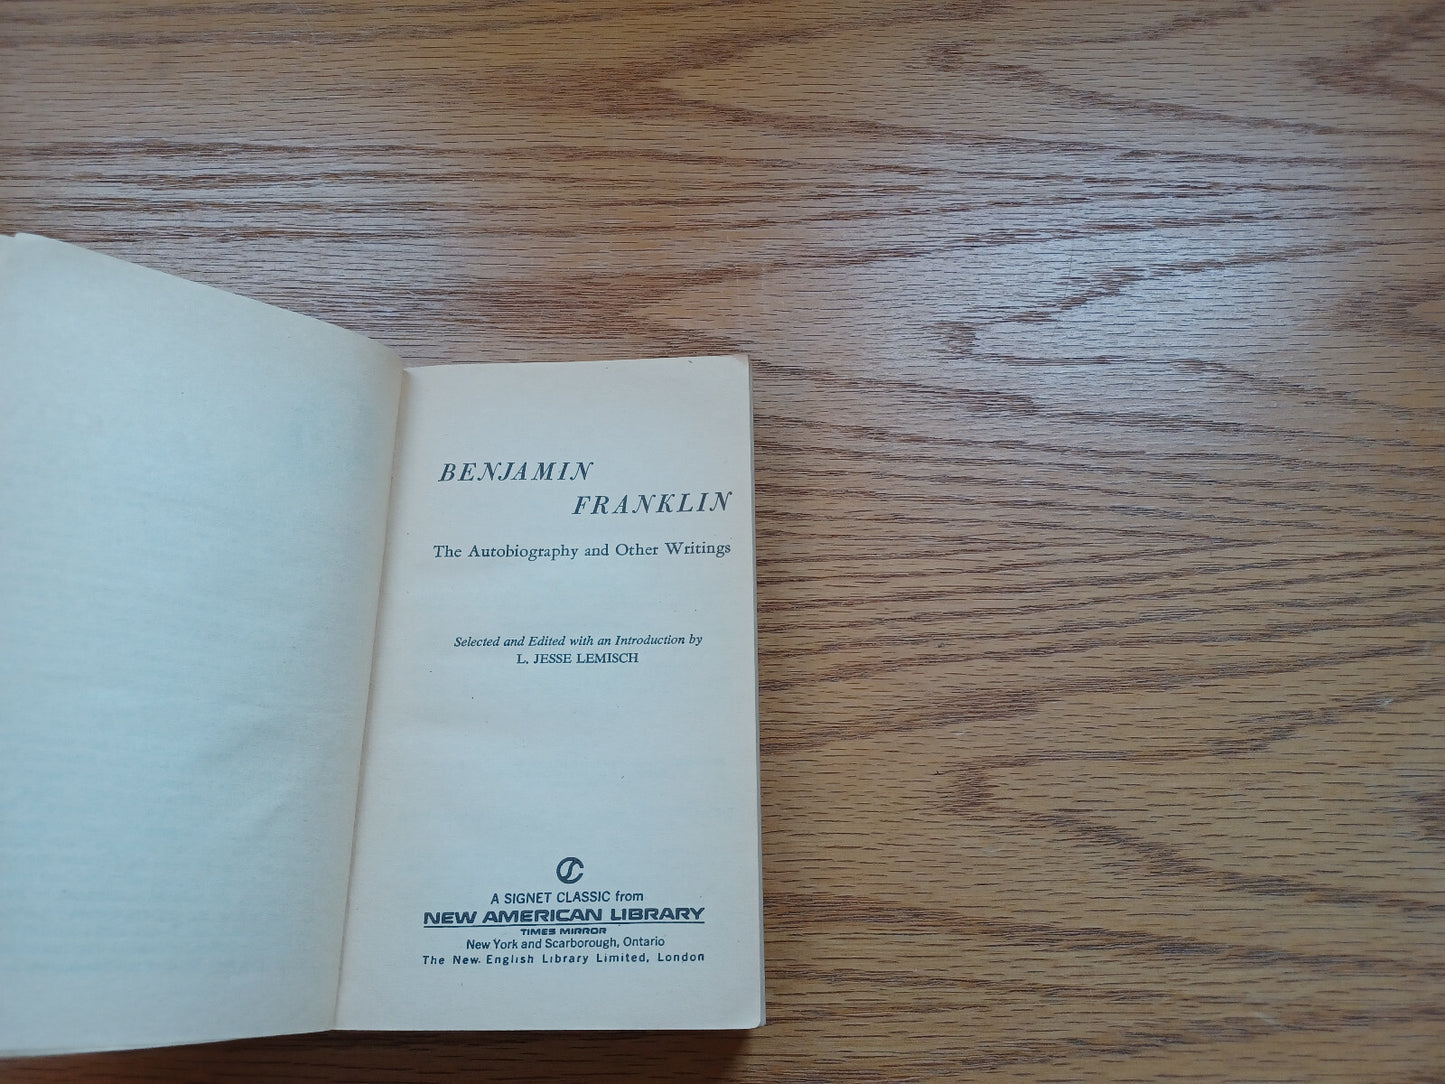 BENJAMIN
FRANKLIN
The Autobiography and Other Writings
Selected and Edited with an Introduction by
L. JESSE LEMISCH
A SIGNET CLASSIC from
NEW AMERICAN LIBRARY
TIMES MIRROR
New York and Scarborough, Ontario
The New English Library Limited, London